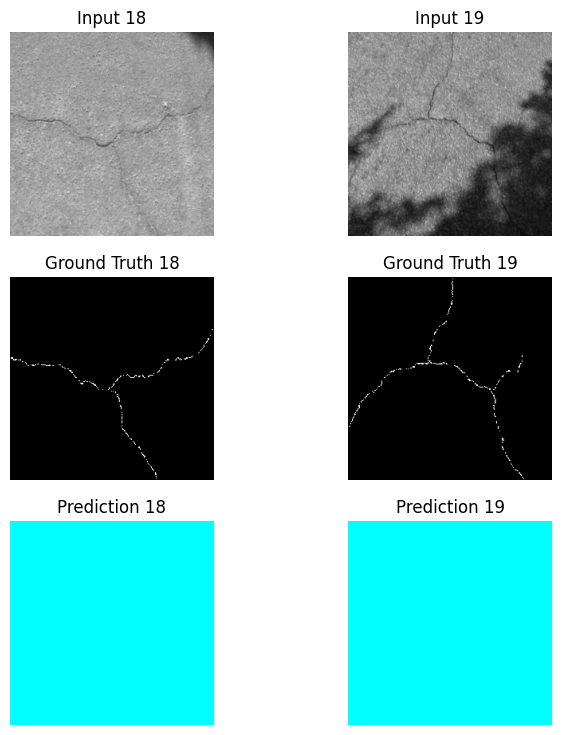 Input 18
Input 19
Ground Truth 18
Ground Truth 19
Prediction 18
Prediction 19